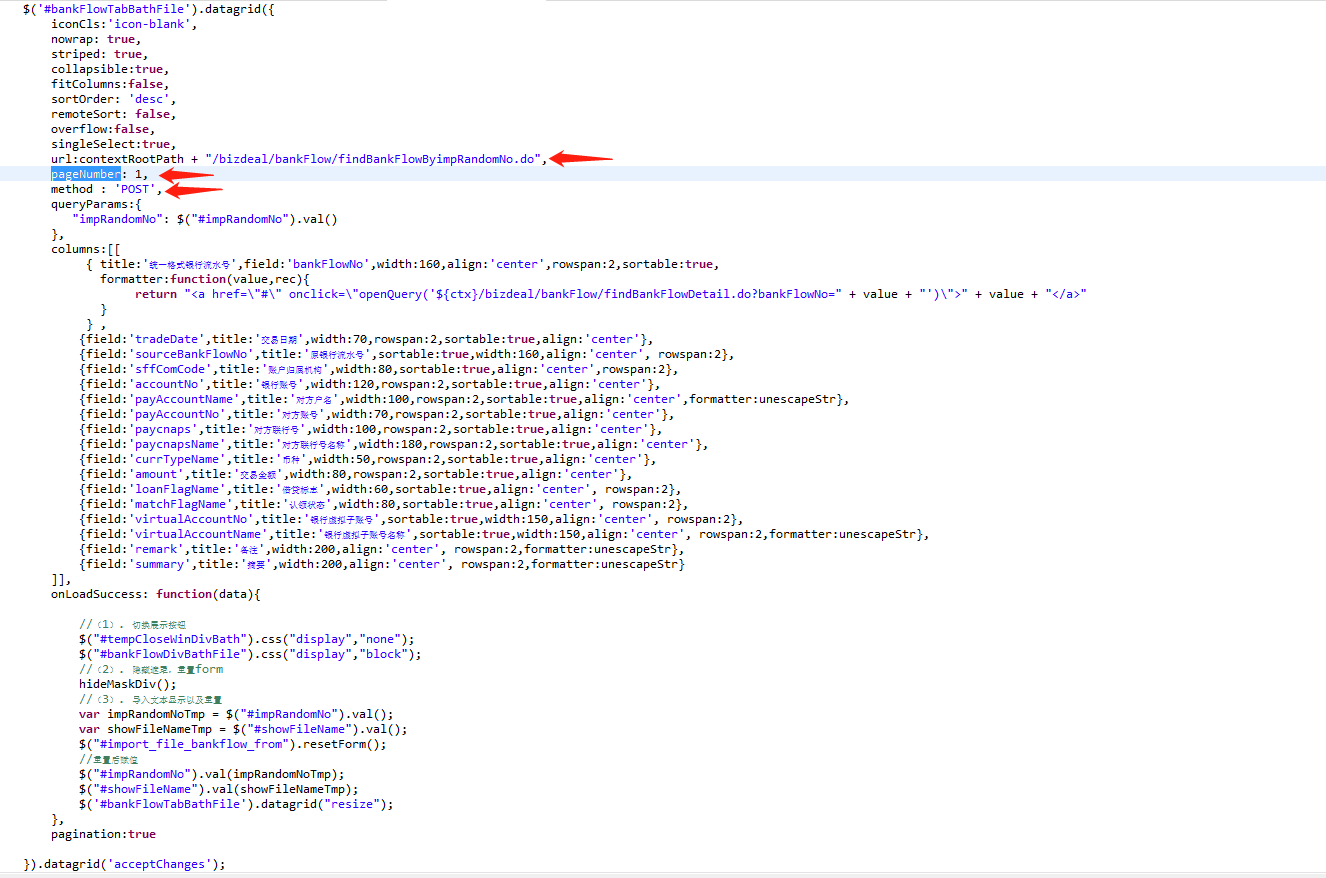 $('#bankFlowTabBathFile').datagrid({
iconCls:'icon-blank',
nowrap: true,
striped: true,
collapsible:true,
fitColumns:false,
sortOrder: 'desc',
remoteSort: false,
overflow:false,
singleSelect:true,
url:contextRootPath + "/bizdeal/bankFlow/findBankFlowByimpRandomNo.do",
pageNumber: 1,
method : 'POST',
queryParams:{
"impRandomNo": $("#impRandomNo").val()
},
columns:[[
{ title:'统一格式银行流水号',field:'bankFlowNo',width:160,align:'center',rowspan:2,sortable:true,
formatter:function(value,rec){
return "<a href=\"#\" onclick=\"openQuery('${ctx}/bizdeal/bankFlow/findBankFlowDetail.do?bankFlowNo=" + value + "')\">" + value + "</a>"
}
} ,
{field:'tradeDate',title:'交易日期',width:70,rowspan:2,sortable:true,align:'center'},
{field:'sourceBankFlowNo',title:'原银行流水号',sortable:true,width:160,align:'center', rowspan:2},
{field:'sffComCode',title:'账户归属机构',width:80,sortable:true,align:'center',rowspan:2},
{field:'accountNo',title:'银行账号',width:120,rowspan:2,sortable:true,align:'center'},
{field:'payAccountName',title:'对方户名',width:100,rowspan:2,sortable:true,align:'center',formatter:unescapeStr},
{field:'payAccountNo',title:'对方账号',width:70,rowspan:2,sortable:true,align:'center'},
{field:'paycnaps',title:'对方联行号',width:100,rowspan:2,sortable:true,align:'center'},
{field:'paycnapsName',title:'对方联行号名称',width:180,rowspan:2,sortable:true,align:'center'},
{field:'currTypeName',title:'币种',width:50,rowspan:2,sortable:true,align:'center'},
{field:'amount',title:'交易金额',width:80,rowspan:2,sortable:true,align:'center'},
{field:'loanFlagName',title:'借贷标志',width:60,sortable:true,align:'center', rowspan:2},
{field:'matchFlagName',title:'认领状态',width:80,sortable:true,align:'center', rowspan:2},
{field:'virtualAccountNo',title:'银行虚拟子账号',sortable:true,width:150,align:'center', rowspan:2},
{field:'virtualAccountName',title:'银行虚拟子账号名称',sortable:true,width:150,align:'center', rowspan:2,formatter:unescapeStr},
{field:'remark',title:'备注',width:200,align:'center', rowspan:2,formatter:unescapeStr},
{field:'summary',title:'摘要',width:200,align:'center', rowspan:2,formatter:unescapeStr}
]],
onLoadSuccess: function(data){
//（1）. 切换展示按钮
$("#tempCloseWinDivBath").css("display","none");
$("#bankFlowDivBathFile").css("display","block");
//（2）. 隐藏遮罩，重置form
hideMaskDiv();
//（3）. 导入文本显示以及重置
var impRandomNoTmp = $("#impRandomNo").val();
var showFileNameTmp = $("#showFileName").val();
$("#import_file_bankflow_from").resetForm();
//重置后赋值
$("#impRandomNo").val(impRandomNoTmp);
$("#showFileName").val(showFileNameTmp);
$('#bankFlowTabBathFile').datagrid("resize");
},
pagination:true
}).datagrid('acceptChanges');